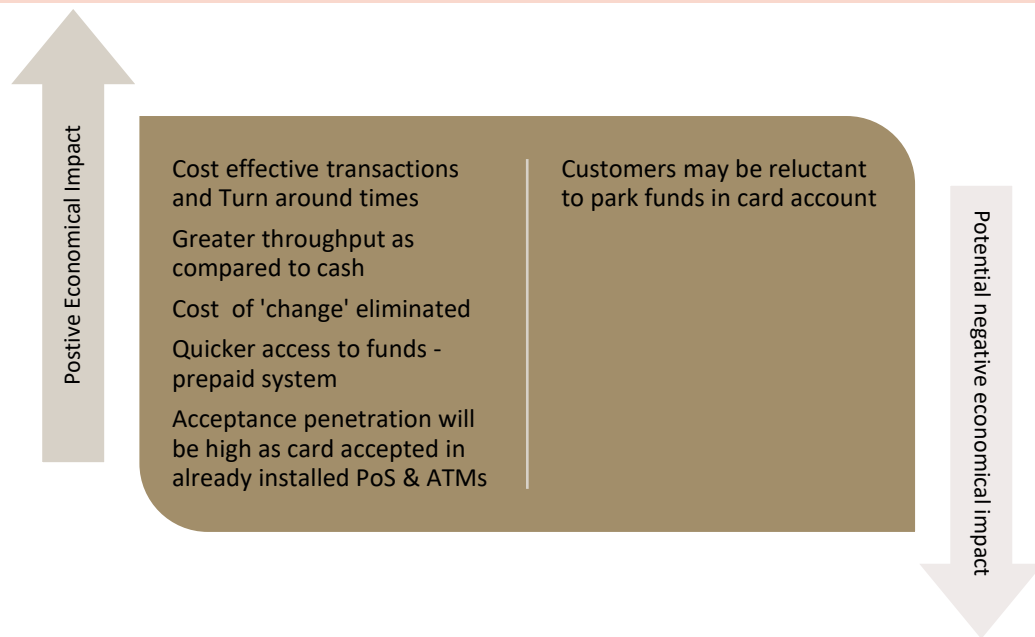 Postive Economical Impact
Cost effective transactions
and Turn around times
Greater throughput as
compared to cash
Cost  of 'change' eliminated
Quicker access to funds -
prepaid system
Acceptance penetration will
be high as card accepted in
already installed PoS & ATMs
Customers may be reluctant
to park funds in card account
Potential negative economical impact